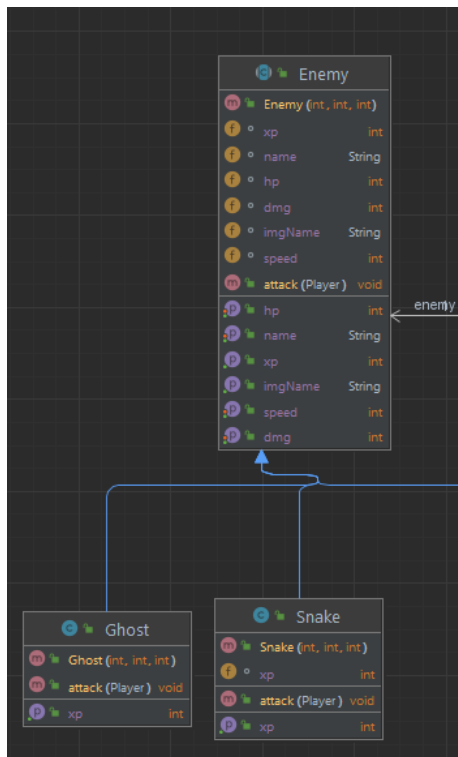 Enemy
Enemy (int, int, int)
xp int
name String
hp int
dmg int
imgName String
speed int
attack (Player) void
hp int
name String
xp int
imgName String
speed int
dmg int
enemy
Ghost
Ghost (int, int, int)
attack (Player) void
xp int
Snake
Snake (int, int, int)
xp int
attack (Player) void
xp int